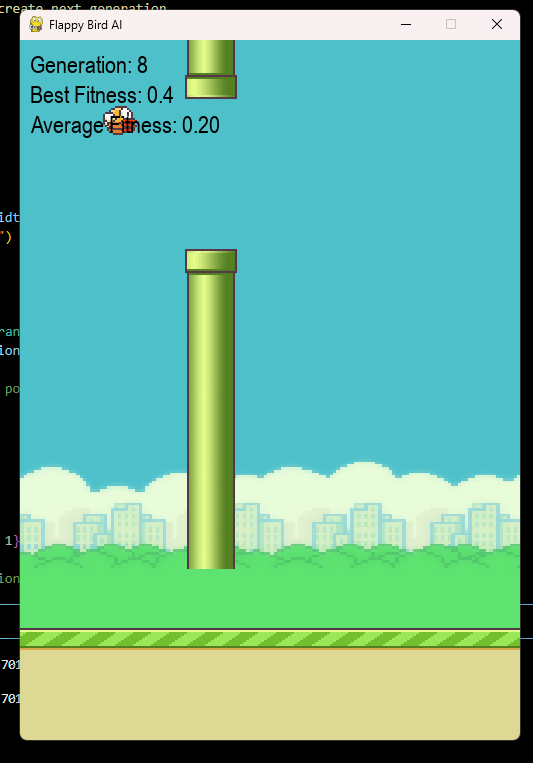 create next generation
Flappy Bird AI
Generation: 8
Best Fitness: 0.4
Average ness: 0.20
idt
")
ran
ion
po
1}
ion
701
701